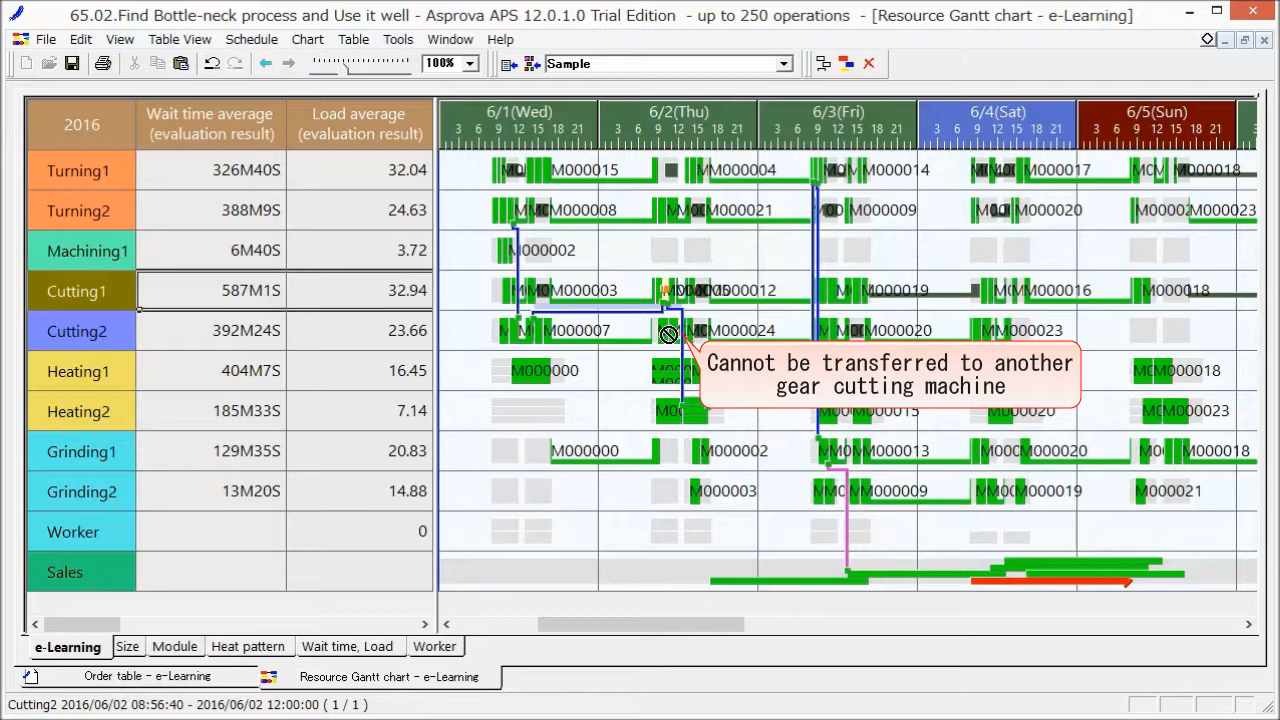 65.02.Find Bottle-neck process and Use it well - Asprova APS 12.0.1.0 Trial Edition - up to 250 operations - [Resource Gantt chart - e-Learning]
File Edit View Table View Schedule Chart Table Tools Window Help
100% Sample
2016 Wait time average (evaluation result) Load average (evaluation result)
6/1(Wed) 6/2(Thu) 6/3(Fri) 6/4(Sat) 6/5(Sun)
3 6 9 12 15 18 21 3 6 9 12 15 18 21 3 6 9 12 15 18 21 3 6 9 12 15 18 21 3 6 9 12 15 18 21
Turning1 326M40S 32.04 M000015 M000004 M000014 M000017 M000018
Turning2 388M9S 24.63 M000008 M000021 M000009 M000020 M000023
Machining1 6M40S 3.72 M000002
Cutting1 587M1S 32.94 M000003 M000012 M000019 M000016 M000018
Cutting2 392M24S 23.66 M000007 M000024 M000020 M000023
Cannot be transferred to another
gear cutting machine
Heating1 404M7S 16.45 M000000 M000018
Heating2 185M33S 7.14 M000015 M000020 M000023
Grinding1 129M35S 20.83 M000000 M000002 M000013 M000020 M000018
Grinding2 13M20S 14.88 M000003 M000009 M000019 M000021
Worker 0
Sales
e-Learning Size Module Heat pattern Wait time, Load Worker
Order table - e-Learning Resource Gantt chart - e-Learning
Cutting2 2016/06/02 08:56:40 - 2016/06/02 12:00:00 ( 1 / 1 )